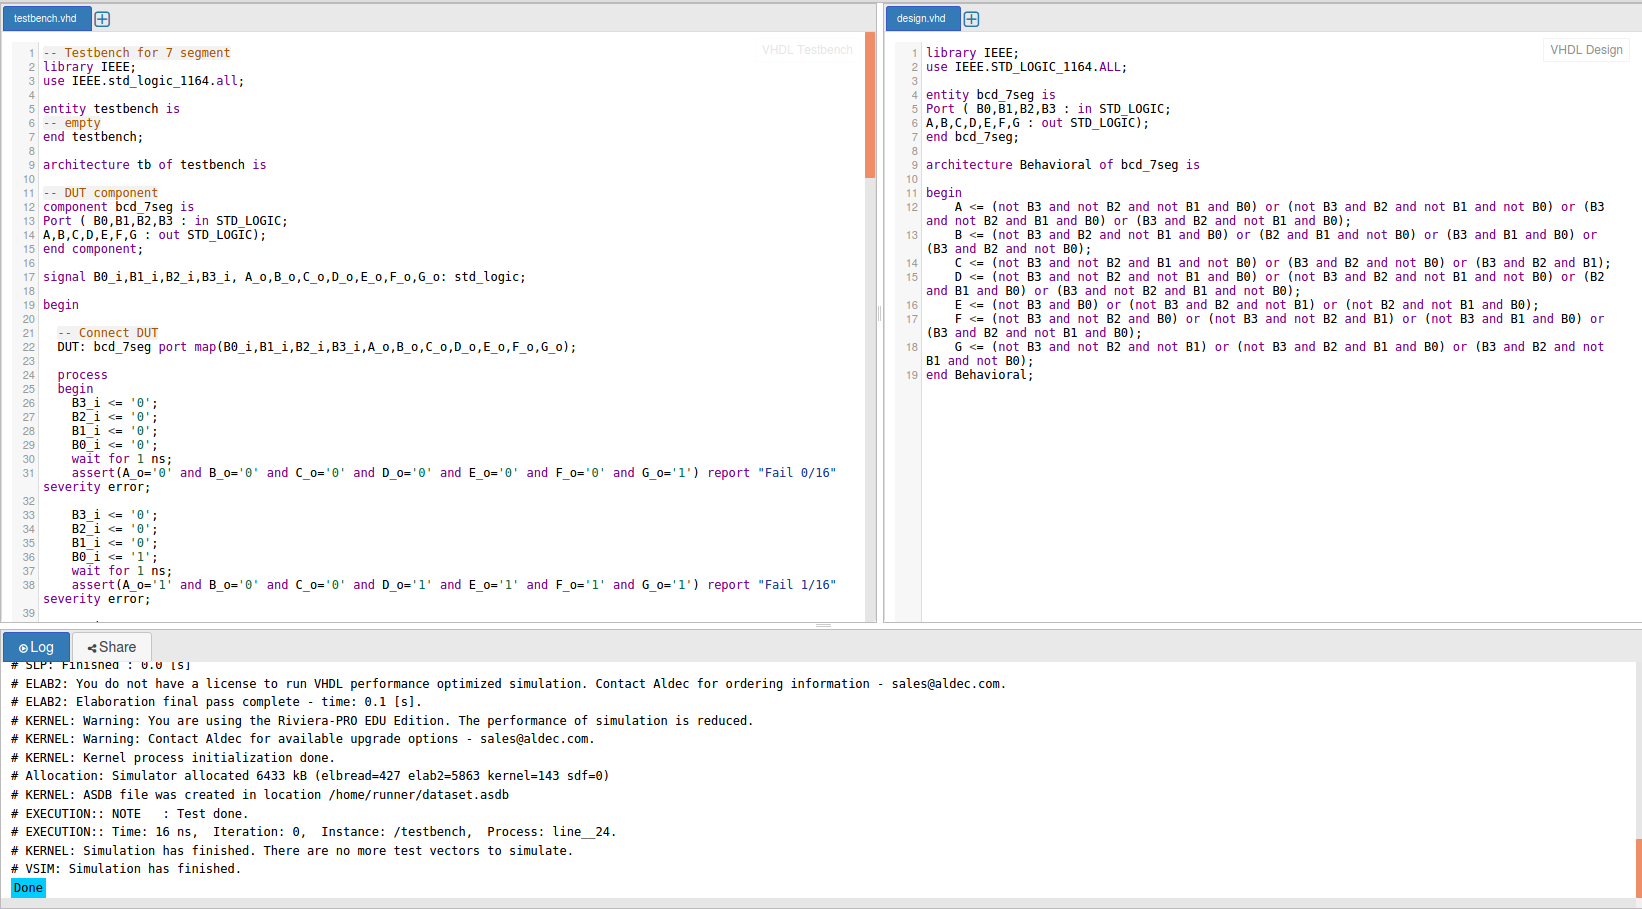 testbench.vhd
VHDL Testbench
1 -- Testbench for 7 segment
2 library IEEE;
3 use IEEE.std_logic_1164.all;
4
5 entity testbench is
6 -- empty
7 end testbench;
8
9 architecture tb of testbench is
10
11 -- DUT component
12 component bcd_7seg is
13 Port ( B0,B1,B2,B3 : in STD_LOGIC;
14 A,B,C,D,E,F,G : out STD_LOGIC);
15 end component;
16
17 signal B0_i,B1_i,B2_i,B3_i, A_o,B_o,C_o,D_o,E_o,F_o,G_o: std_logic;
18
19 begin
20
21 -- Connect DUT
22 DUT: bcd_7seg port map(B0_i,B1_i,B2_i,B3_i,A_o,B_o,C_o,D_o,E_o,F_o,G_o);
23
24 process
25 begin
26 B3_i <= '0';
27 B2_i <= '0';
28 B1_i <= '0';
29 B0_i <= '0';
30 wait for 1 ns;
31 assert(A_o='0' and B_o='0' and C_o='0' and D_o='0' and E_o='0' and F_o='0' and G_o='1') report "Fail 0/16"
severity error;
32
33 B3_i <= '0';
34 B2_i <= '0';
35 B1_i <= '0';
36 B0_i <= '1';
37 wait for 1 ns;
38 assert(A_o='1' and B_o='0' and C_o='0' and D_o='1' and E_o='1' and F_o='1' and G_o='1') report "Fail 1/16"
severity error;
39
design.vhd
VHDL Design
1 library IEEE;
2 use IEEE.STD_LOGIC_1164.ALL;
3
4 entity bcd_7seg is
5 Port ( B0,B1,B2,B3 : in STD_LOGIC;
6 A,B,C,D,E,F,G : out STD_LOGIC);
7 end bcd_7seg;
8
9 architecture Behavioral of bcd_7seg is
10
11 begin
12 A <= (not B3 and not B2 and not B1 and B0) or (not B3 and B2 and not B1 and not B0) or (B3
and not B2 and B1 and B0) or (B3 and B2 and not B1 and B0);
13 B <= (not B3 and B2 and not B1 and B0) or (B2 and B1 and not B0) or (B3 and B1 and B0) or
(B3 and B2 and not B0);
14 C <= (not B3 and not B2 and B1 and not B0) or (B3 and B2 and not B0) or (B3 and B2 and B1);
15 D <= (not B3 and not B2 and not B1 and B0) or (not B3 and B2 and not B1 and not B0) or (B2
and B1 and B0) or (B3 and not B2 and B1 and not B0);
16 E <= (not B3 and B0) or (not B3 and B2 and not B1) or (not B2 and not B1 and B0);
17 F <= (not B3 and not B2 and B0) or (not B3 and not B2 and B1) or (not B3 and B1 and B0) or
(B3 and B2 and not B1 and B0);
18 G <= (not B3 and not B2 and not B1) or (not B3 and B2 and B1 and B0) or (B3 and B2 and not
B1 and not B0);
19 end Behavioral;
Log
Share
# SLP: Finished : 0.0 [s]
# ELAB2: You do not have a license to run VHDL performance optimized simulation. Contact Aldec for ordering information - sales@aldec.com.
# ELAB2: Elaboration final pass complete - time: 0.1 [s].
# KERNEL: Warning: You are using the Riviera-PRO EDU Edition. The performance of simulation is reduced.
# KERNEL: Warning: Contact Aldec for available upgrade options - sales@aldec.com.
# KERNEL: Kernel process initialization done.
# Allocation: Simulator allocated 6433 kB (elbread=427 elab2=5863 kernel=143 sdf=0)
# KERNEL: ASDB file was created in location /home/runner/dataset.asdb
# EXECUTION:: NOTE : Test done.
# EXECUTION:: Time: 16 ns, Iteration: 0, Instance: /testbench, Process: line__24.
# KERNEL: Simulation has finished. There are no more test vectors to simulate.
# VSIM: Simulation has finished.
Done